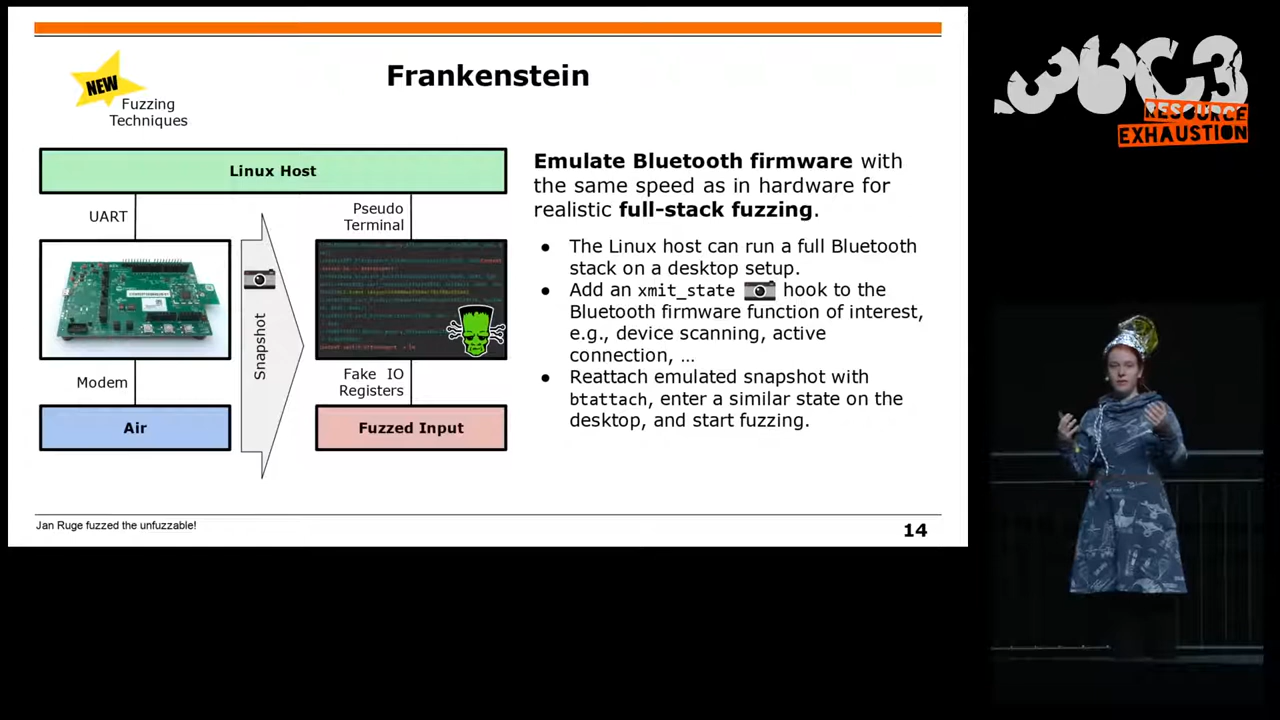 NEW
Fuzzing
Techniques
Frankenstein
Linux Host
UART
Pseudo
Terminal
Snapshot
Modem
Fake IO
Registers
Air
Fuzzed Input
Emulate Bluetooth firmware with
the same speed as in hardware for
realistic full-stack fuzzing.
● The Linux host can run a full Bluetooth
stack on a desktop setup.
● Add an xmit_state hook to the
Bluetooth firmware function of interest,
e.g., device scanning, active
connection, …
● Reattach emulated snapshot with
btattach, enter a similar state on the
desktop, and start fuzzing.
Jan Ruge fuzzed the unfuzzable!
14
36C3
RESOURCE
EXHAUSTION